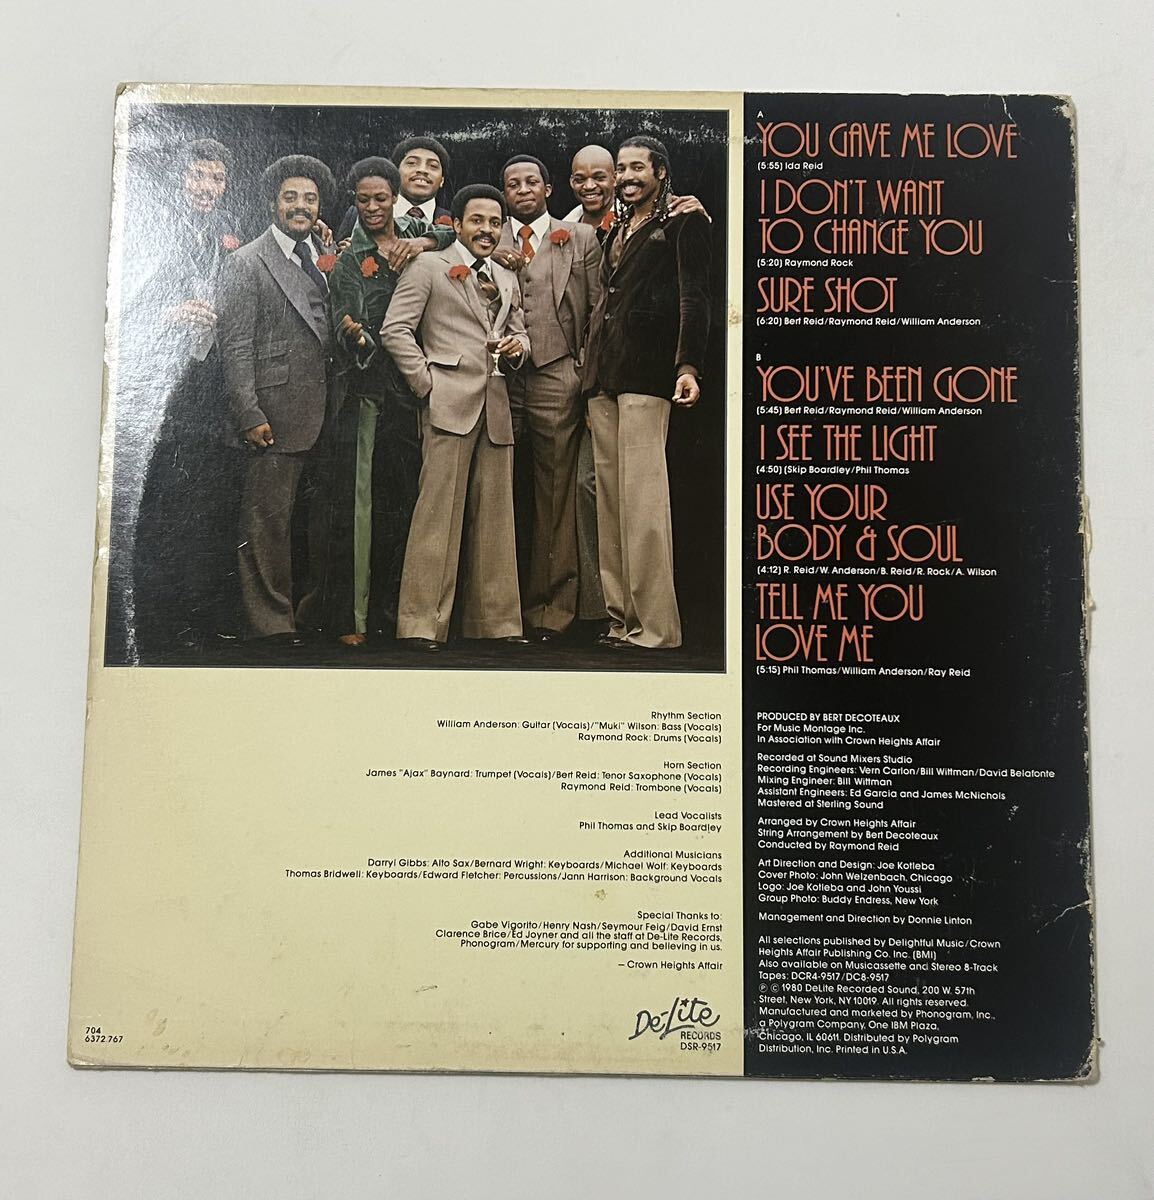 A
YOU GAVE ME LOVE
(5:55) Ida Reid
I DON'T WANT
TO CHANGE YOU
(5:20) Raymond Rock
SURE SHOT
(6:20) Bert Reid/Raymond Reid/William Anderson
B
YOU'VE BEEN GONE
(5:45) Bert Reid/Raymond Reid/William Anderson
I SEE THE LIGHT
(4:50) (Skip Boardley/Phil Thomas
USE YOUR
BODY & SOUL
(4:12) R. Reid/W. Anderson/B. Reid/R. Rock/A. Wilson
TELL ME YOU
LOVE ME
(5:15) Phil Thomas/William Anderson/Ray Reid
Rhythm Section
William Anderson: Guitar (Vocals)/"Muki" Wilson: Bass (Vocals)
Raymond Rock: Drums (Vocals)
Horn Section
James "Ajax" Baynard: Trumpet (Vocals)/Bert Reid: Tenor Saxophone (Vocals)
Raymond Reid: Trombone (Vocals)
Lead Vocalists
Phil Thomas and Skip Boardley
Additional Musicians
Darryl Gibbs: Alto Sax/Bernard Wright: Keyboards/Michael Wolf: Keyboards
Thomas Bridwell: Keyboards/Edward Fletcher: Percussions/Jann Harrison: Background Vocals
Special Thanks to:
Gabe Vigorito/Henry Nash/Seymour Feig/David Ernst
Clarence Brice/Ed Joyner and all the staff at De-Lite Records,
Phonogram/Mercury for supporting and believing in us.
— Crown Heights Affair
De-Lite
RECORDS
DSR-9517
704
6372.767
PRODUCED BY BERT DECOTEAUX
For Music Montage Inc.
In Association with Crown Heights Affair
Recorded at Sound Mixers Studio
Recording Engineers: Vern Carlon/Bill Wittman/David Belafonte
Mixing Engineer: Bill Wittman
Assistant Engineers: Ed Garcia and James McNichols
Mastered at Sterling Sound
Arranged by Crown Heights Affair
String Arrangement by Bert Decoteaux
Conducted by Raymond Reid
Art Direction and Design: Joe Kotleba
Cover Photo: John Welzenbach, Chicago
Logo: Joe Kotleba and John Youssi
Group Photo: Buddy Endress, New York
Management and Direction by Donnie Linton
All selections published by Delightful Music/Crown
Heights Affair Publishing Co. Inc. (BMI)
Also available on Musicassette and Stereo 8-Track
Tapes: DCR4-9517/DC8-9517
℗ © 1980 DeLite Recorded Sound, 200 W. 57th
Street, New York, NY 10019. All rights reserved.
Manufactured and marketed by Phonogram, Inc.,
a Polygram Company, One IBM Plaza,
Chicago, IL 60611. Distributed by Polygram
Distribution, Inc. Printed in U.S.A.